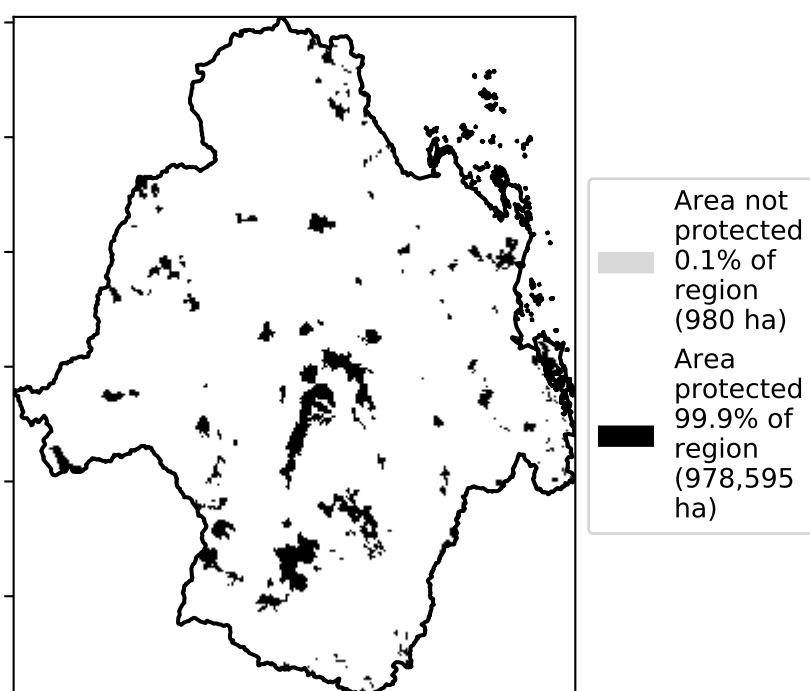 Area not
protected
0.1% of
region
(980 ha)
Area
protected
99.9% of
region
(978,595
ha)